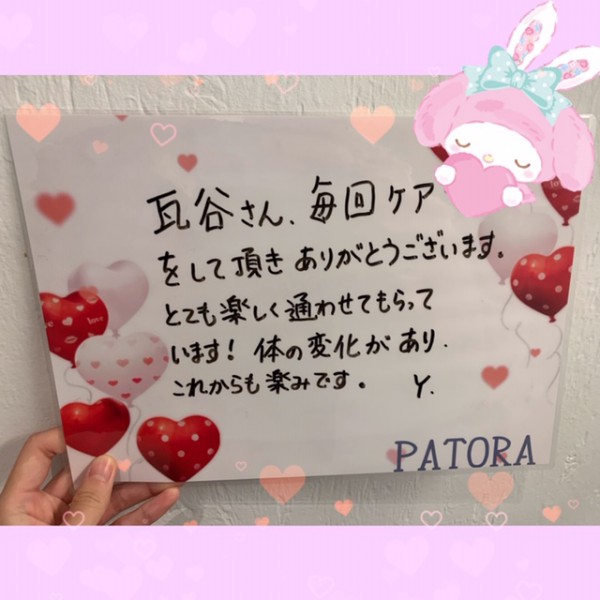 瓦谷さん、毎回ケア
をして頂き ありがとうございます。
とても楽しく通わせてもらって
います! 体の変化が あり.
これからも楽みです。 Y.
PATORA
love